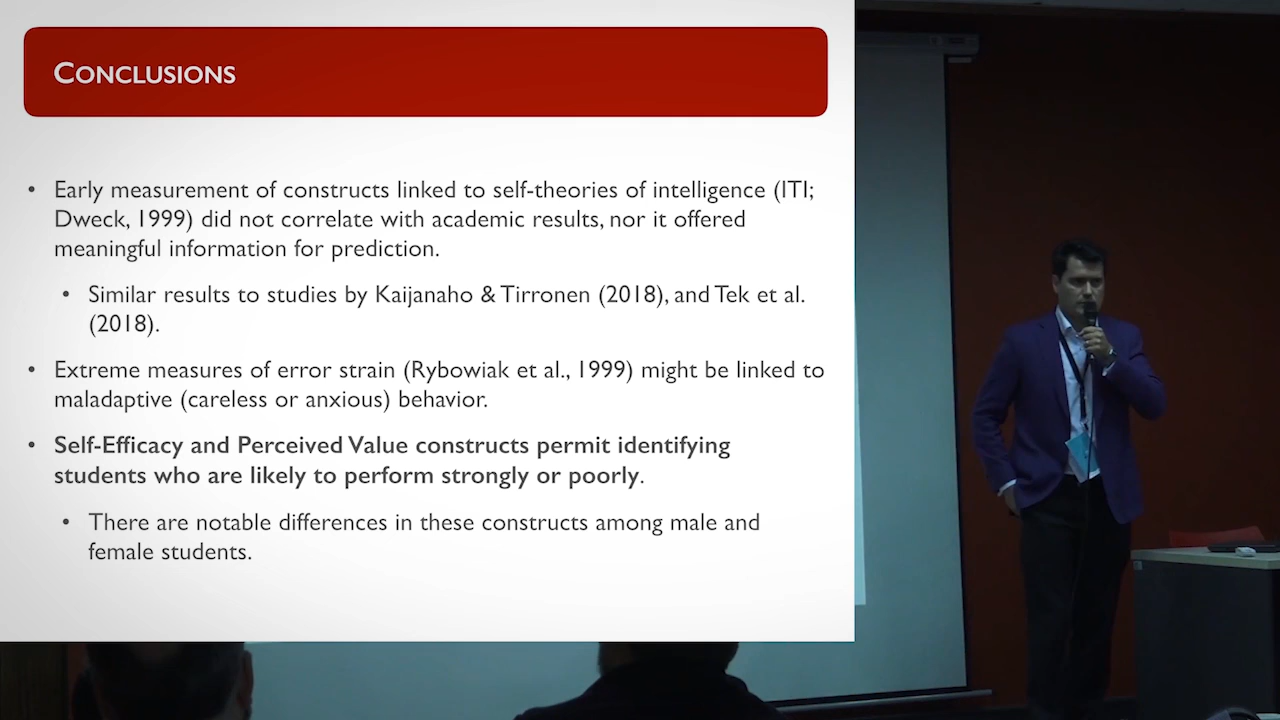 CONCLUSIONS
• Early measurement of constructs linked to self-theories of intelligence (ITI;
Dweck, 1999) did not correlate with academic results, nor it offered
meaningful information for prediction.
• Similar results to studies by Kaijanaho & Tirronen (2018), and Tek et al.
(2018).
• Extreme measures of error strain (Rybowiak et al., 1999) might be linked to
maladaptive (careless or anxious) behavior.
• Self-Efficacy and Perceived Value constructs permit identifying
students who are likely to perform strongly or poorly.
• There are notable differences in these constructs among male and
female students.